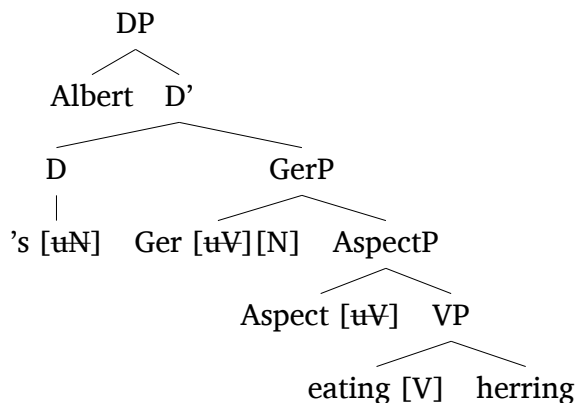 DP
Albert D’
D GerP
’s [uN] Ger [uV][N] AspectP
Aspect [uV] VP
eating [V] herring